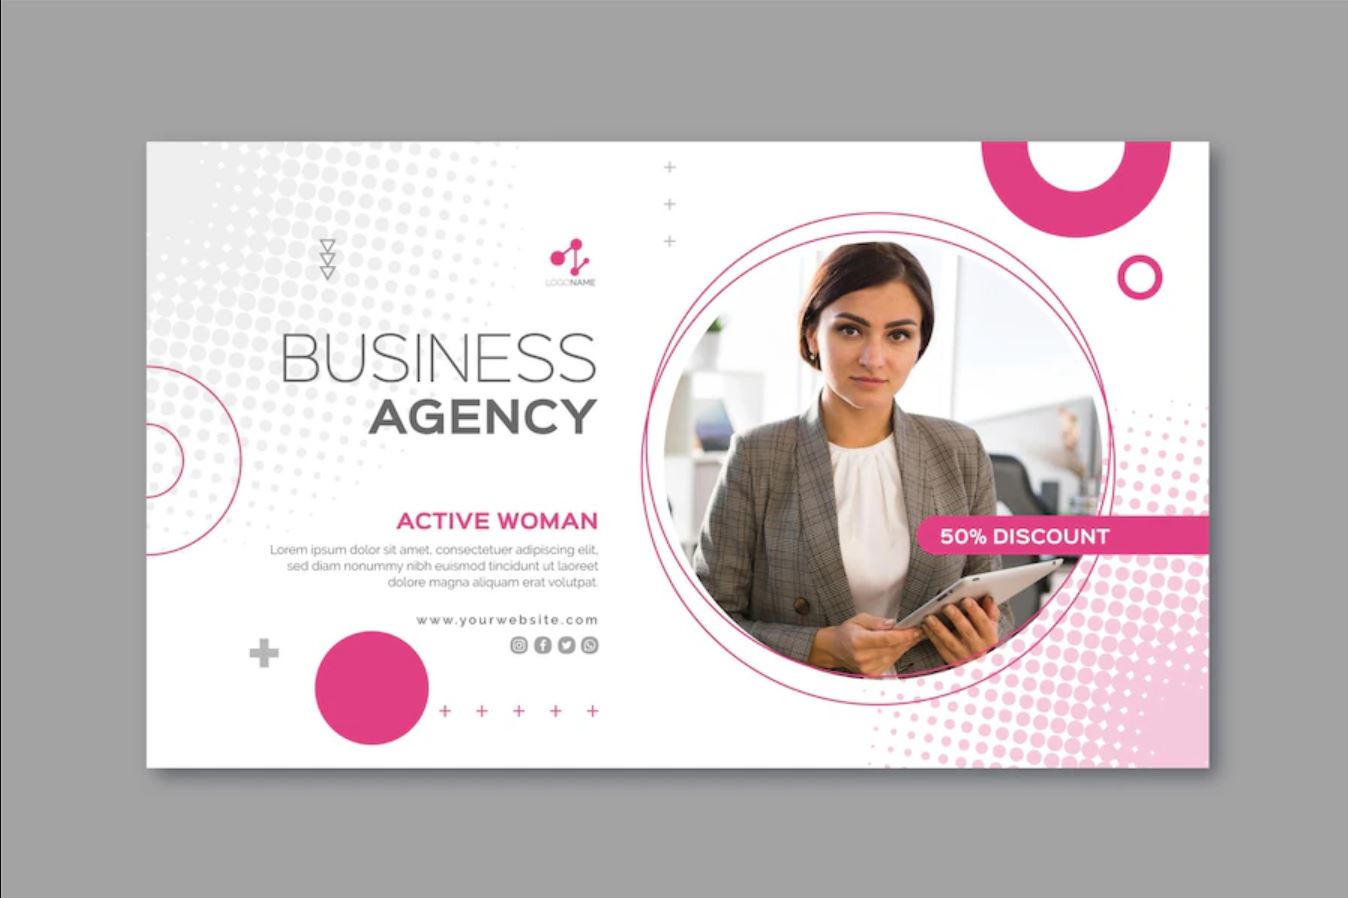 LOGONAME
BUSINESS
AGENCY
ACTIVE WOMAN
Lorem ipsum dolor sit amet, consectetuer adipiscing elit,
sed diam nonummy nibh euismod tincidunt ut laoreet
dolore magna aliquam erat volutpat.
www.yourwebsite.com
50% DISCOUNT